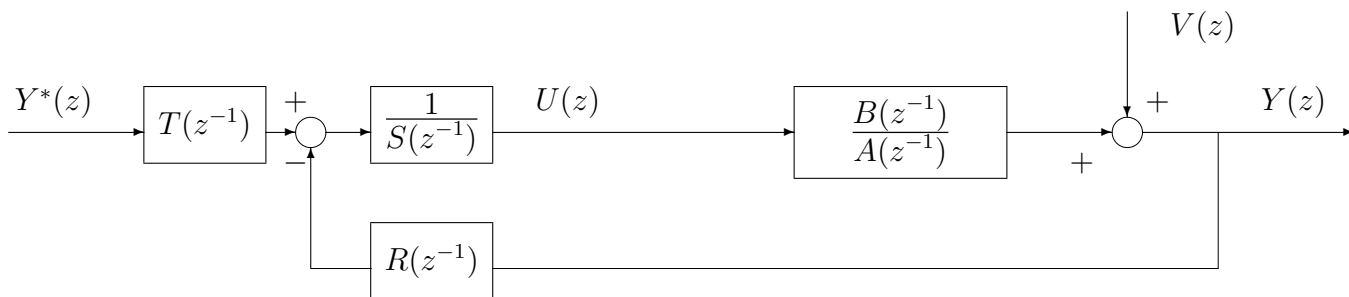 V(z)
Y*(z)
T(z⁻¹)
+
−
1
S(z⁻¹)
U(z)
B(z⁻¹)
A(z⁻¹)
+
+
Y(z)
R(z⁻¹)